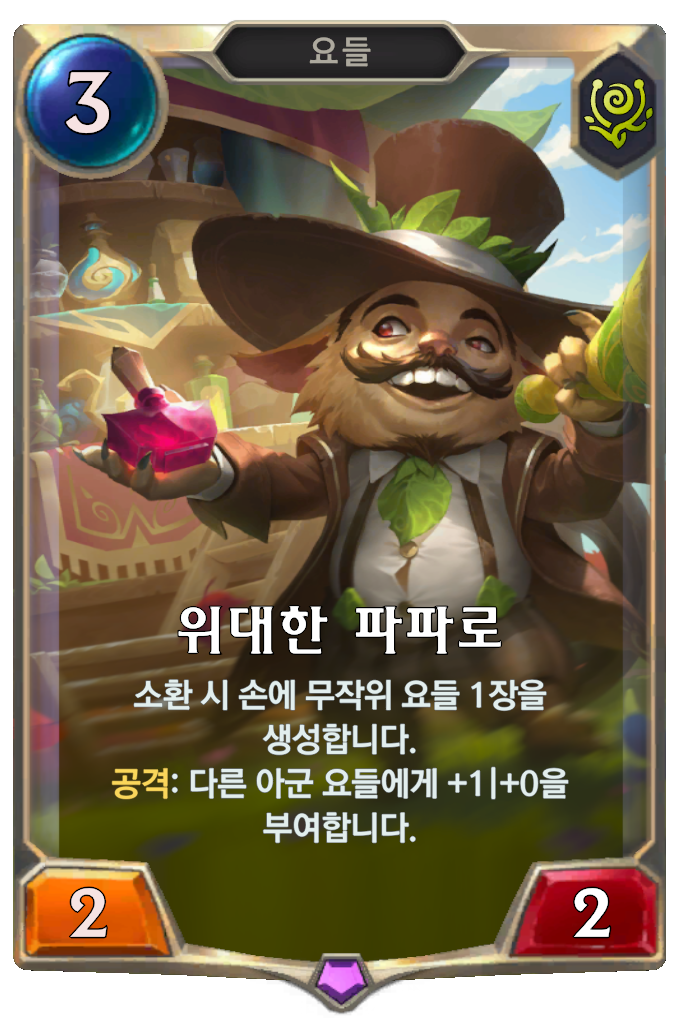 요들
3
위대한 파파로
소환 시 손에 무작위 요들 1장을
생성합니다.
공격: 다른 아군 요들에게 +1|+0을
부여합니다.
2
2